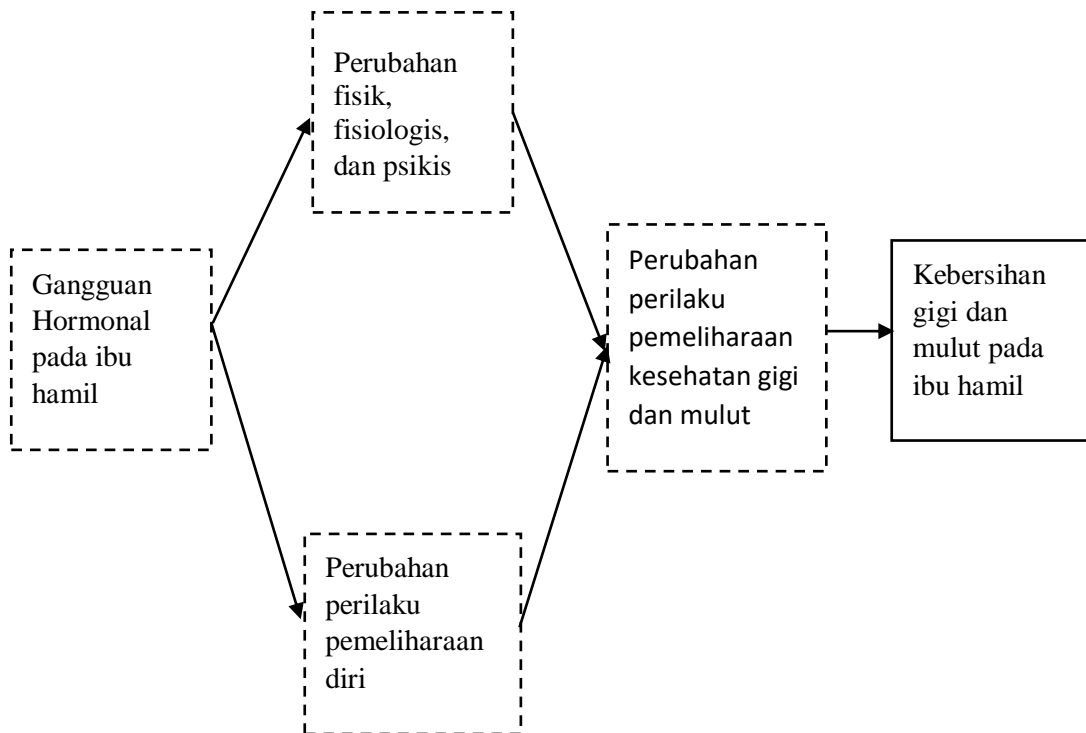 Perubahan
fisik,
fisiologis,
dan psikis
Gangguan
Hormonal
pada ibu
hamil
Perubahan
perilaku
pemeliharaan
kesehatan gigi
dan mulut
Kebersihan
gigi dan
mulut pada
ibu hamil
Perubahan
perilaku
pemeliharaan
diri